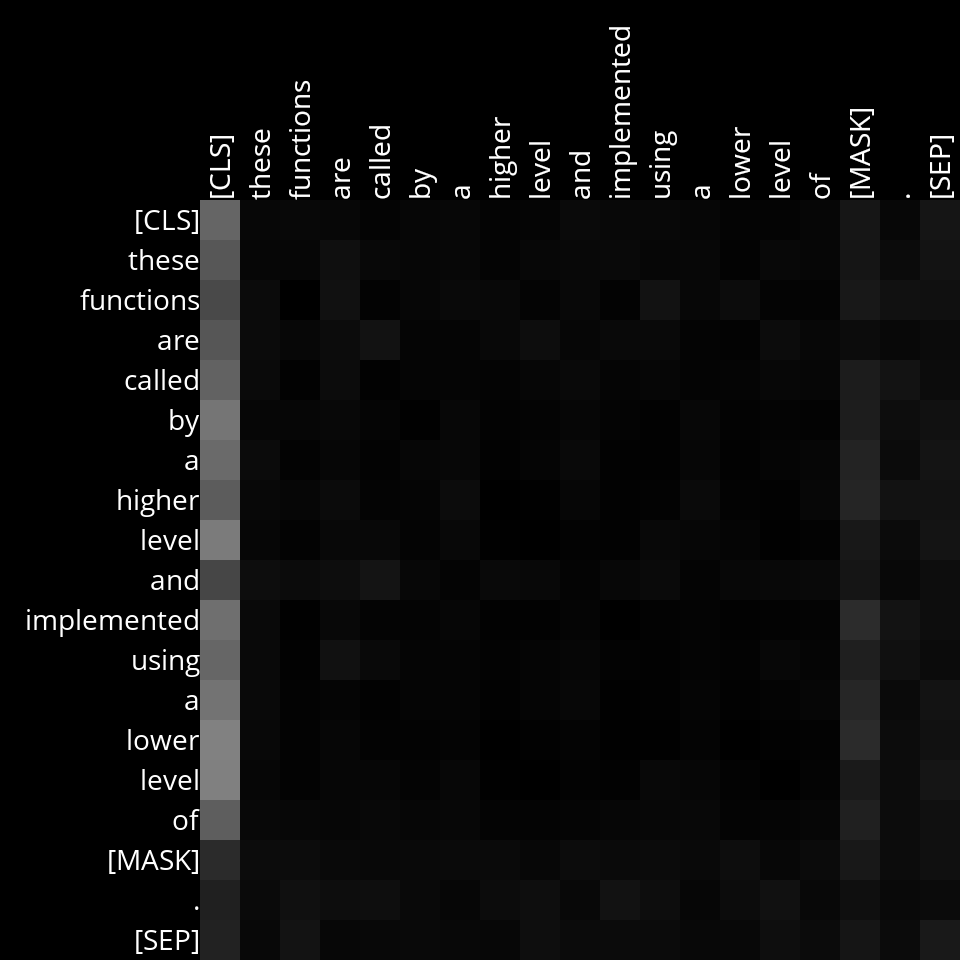 [CLS] these functions are called by a higher level and implemented using a lower level of [MASK] . [SEP]
[CLS]
these
functions
are
called
by
a
higher
level
and
implemented
using
a
lower
level
of
[MASK]
.
[SEP]